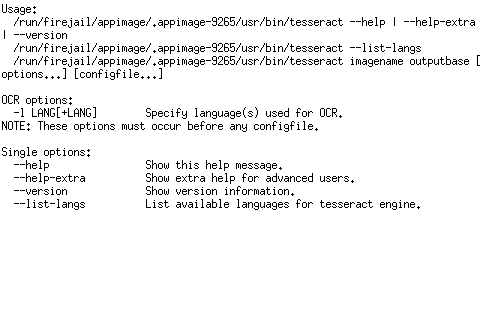 Usage:
  /run/firejail/appimage/.appimage-9265/usr/bin/tesseract --help | --help-extra
| --version
  /run/firejail/appimage/.appimage-9265/usr/bin/tesseract --list-langs
  /run/firejail/appimage/.appimage-9265/usr/bin/tesseract imagename outputbase [
options...] [configfile...]

OCR options:
  -l LANG[+LANG]        Specify language(s) used for OCR.
NOTE: These options must occur before any configfile.

Single options:
  --help                Show this help message.
  --help-extra          Show extra help for advanced users.
  --version             Show version information.
  --list-langs          List available languages for tesseract engine.